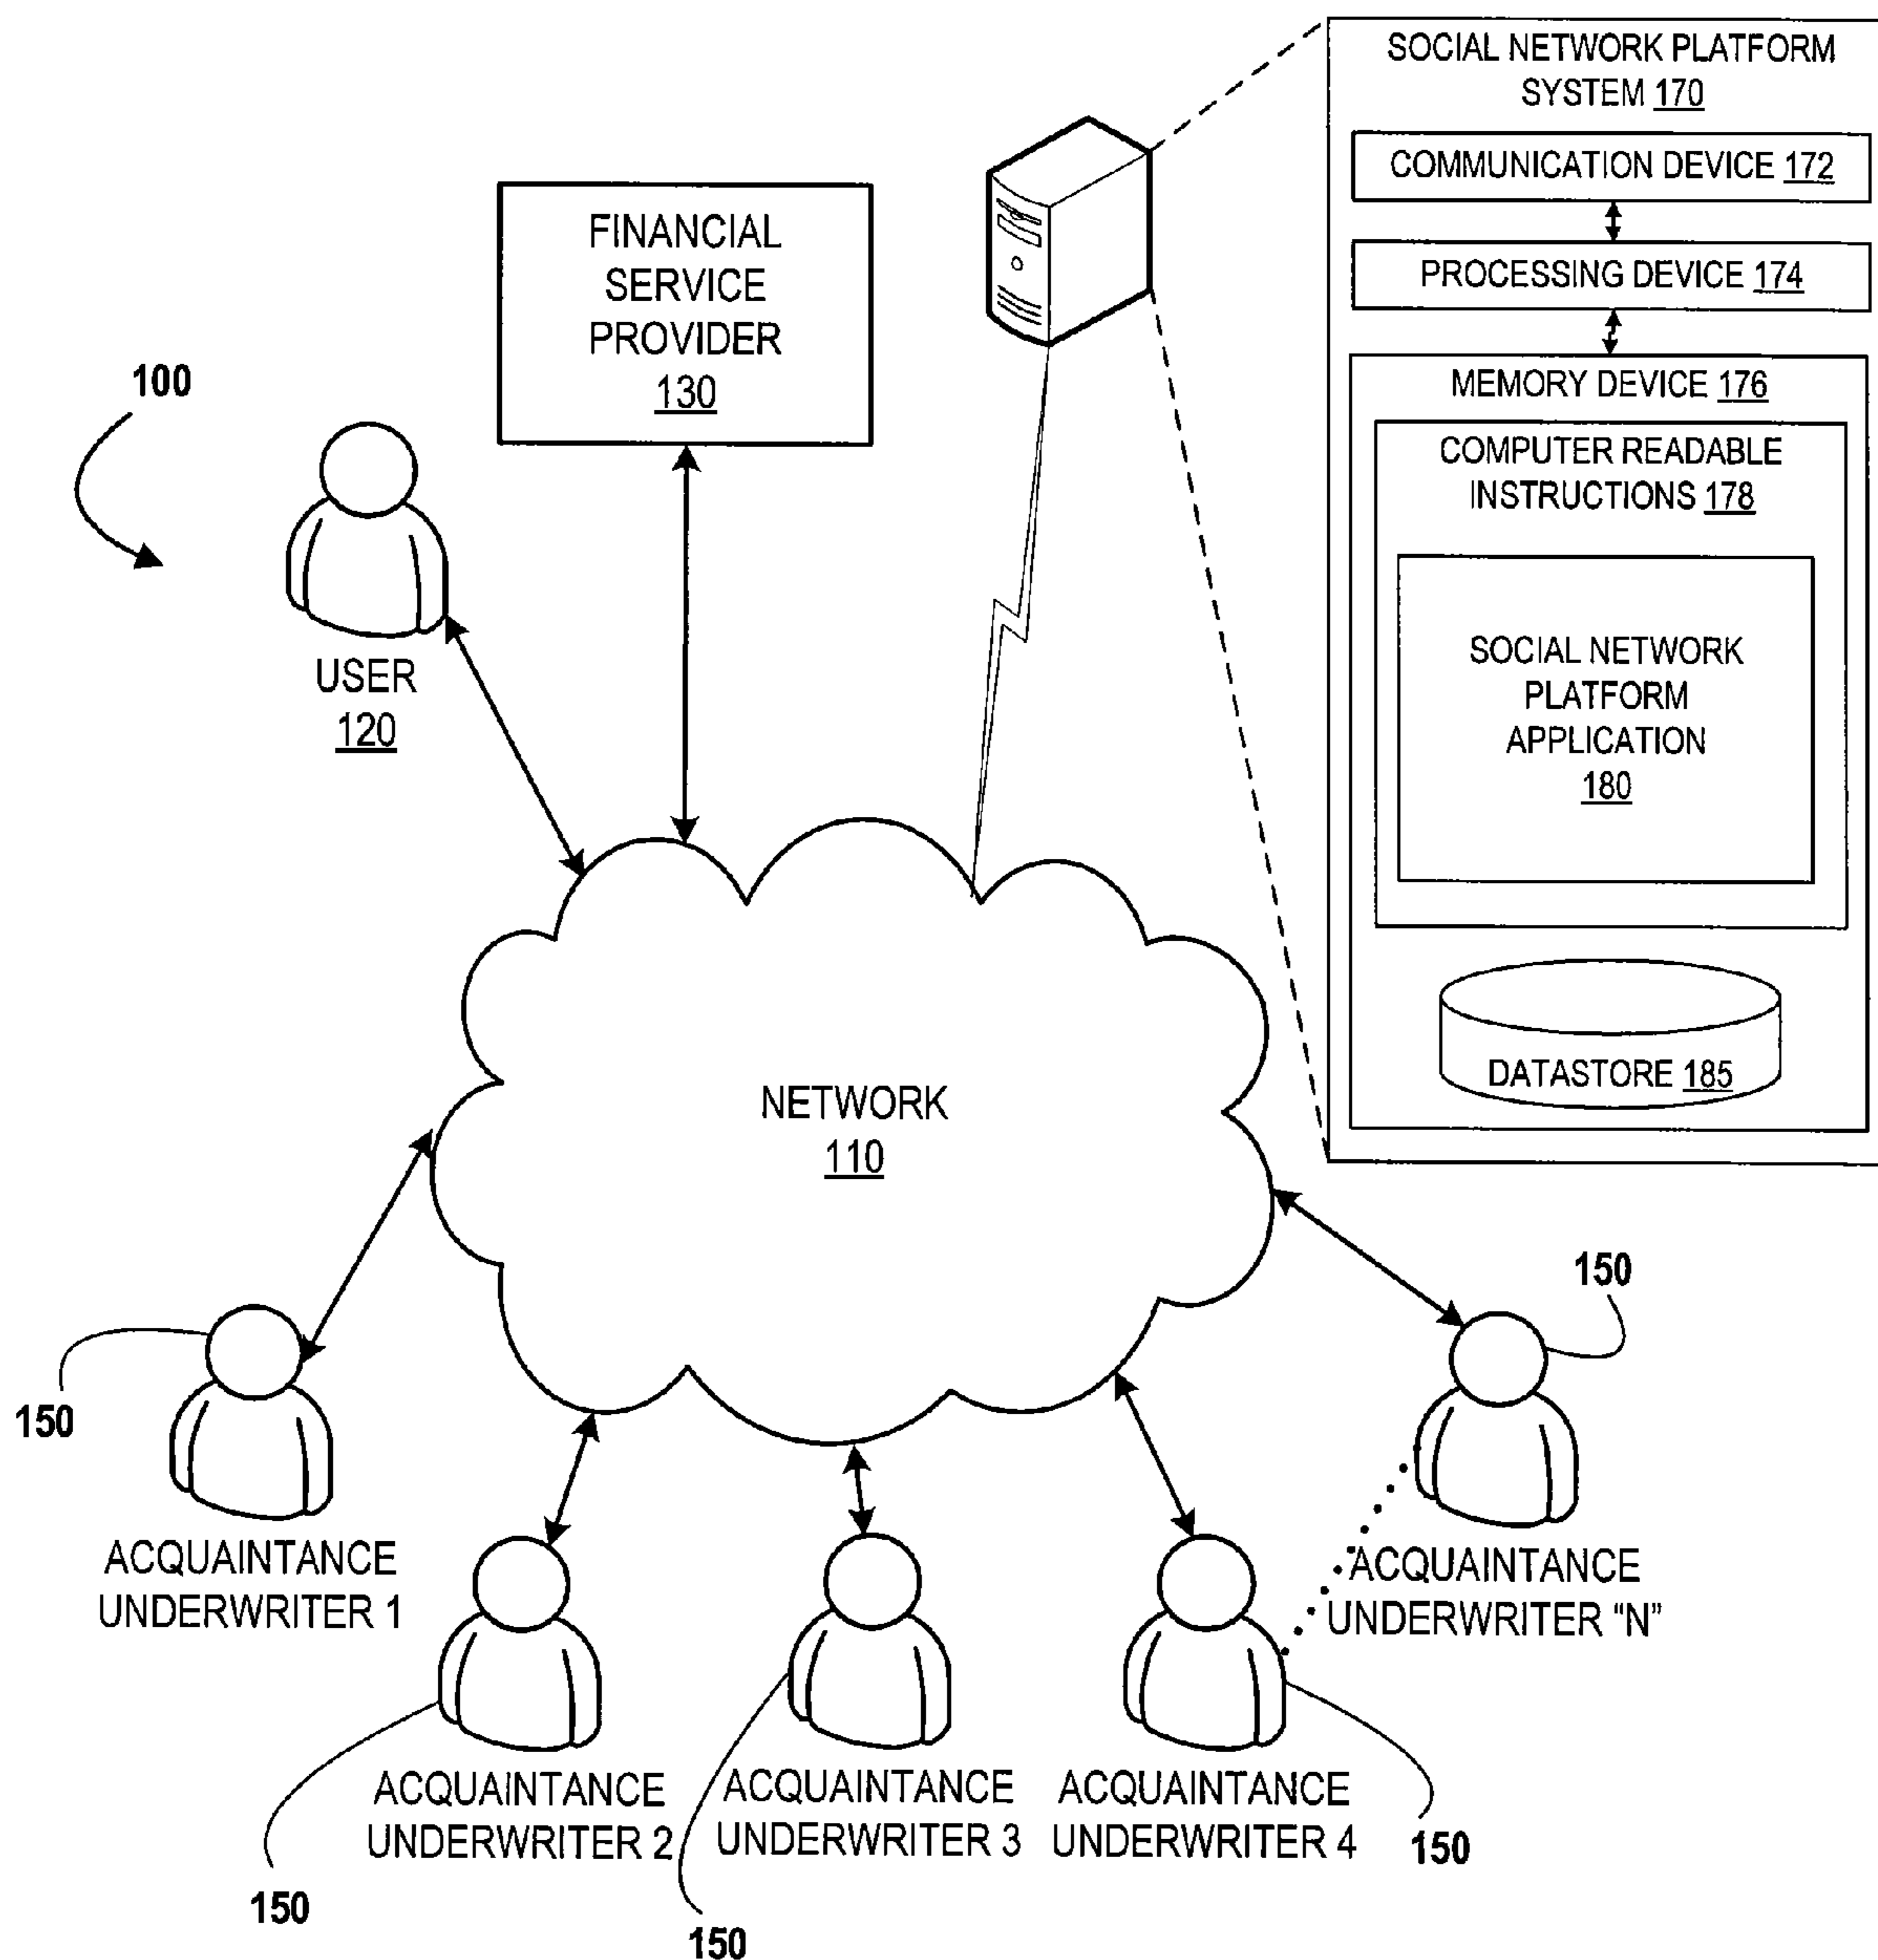 SOCIAL NETWORK PLATFORM
SYSTEM 170
COMMUNICATION DEVICE 172
PROCESSING DEVICE 174
MEMORY DEVICE 176
COMPUTER READABLE
INSTRUCTIONS 178
SOCIAL NETWORK
PLATFORM
APPLICATION
180
DATASTORE 185
FINANCIAL
SERVICE
PROVIDER
130
100
USER
120
NETWORK
110
150
ACQUAINTANCE
UNDERWRITER 1
150
ACQUAINTANCE
UNDERWRITER 2
150
ACQUAINTANCE
UNDERWRITER 3
150
ACQUAINTANCE
UNDERWRITER 4
150
ACQUAINTANCE
UNDERWRITER “N”